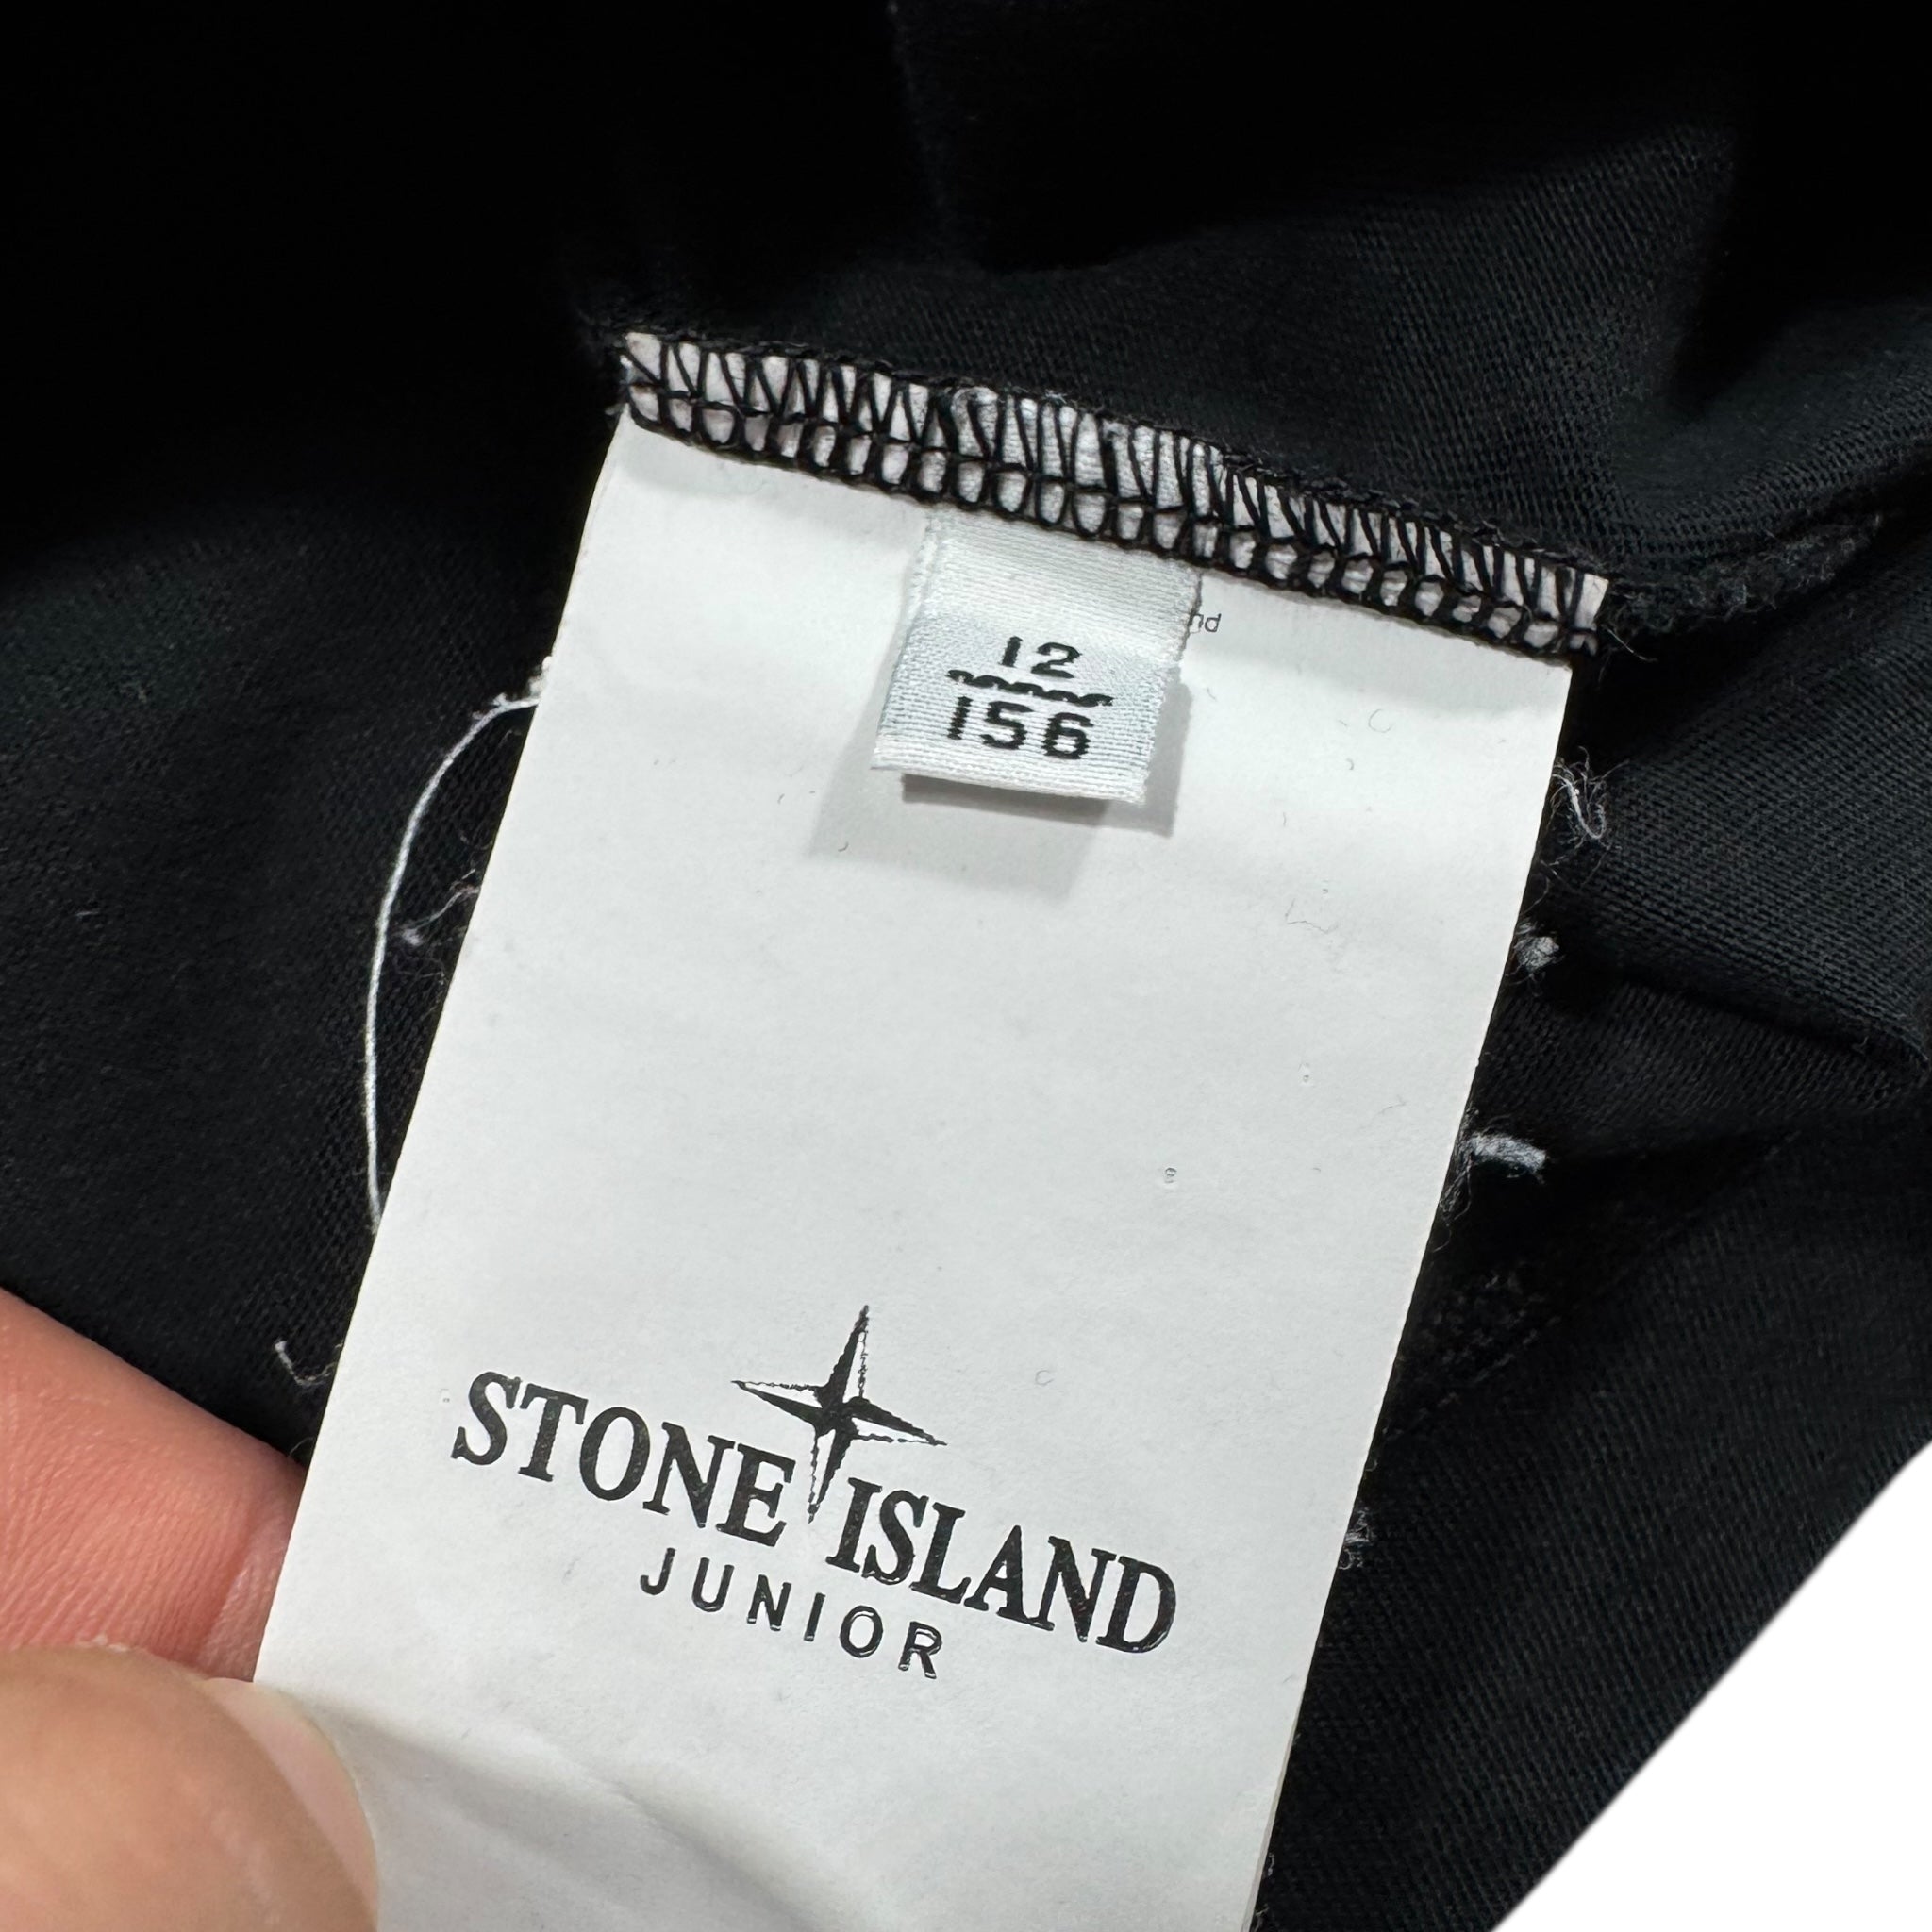 12
156
STONE ISLAND
JUNIOR